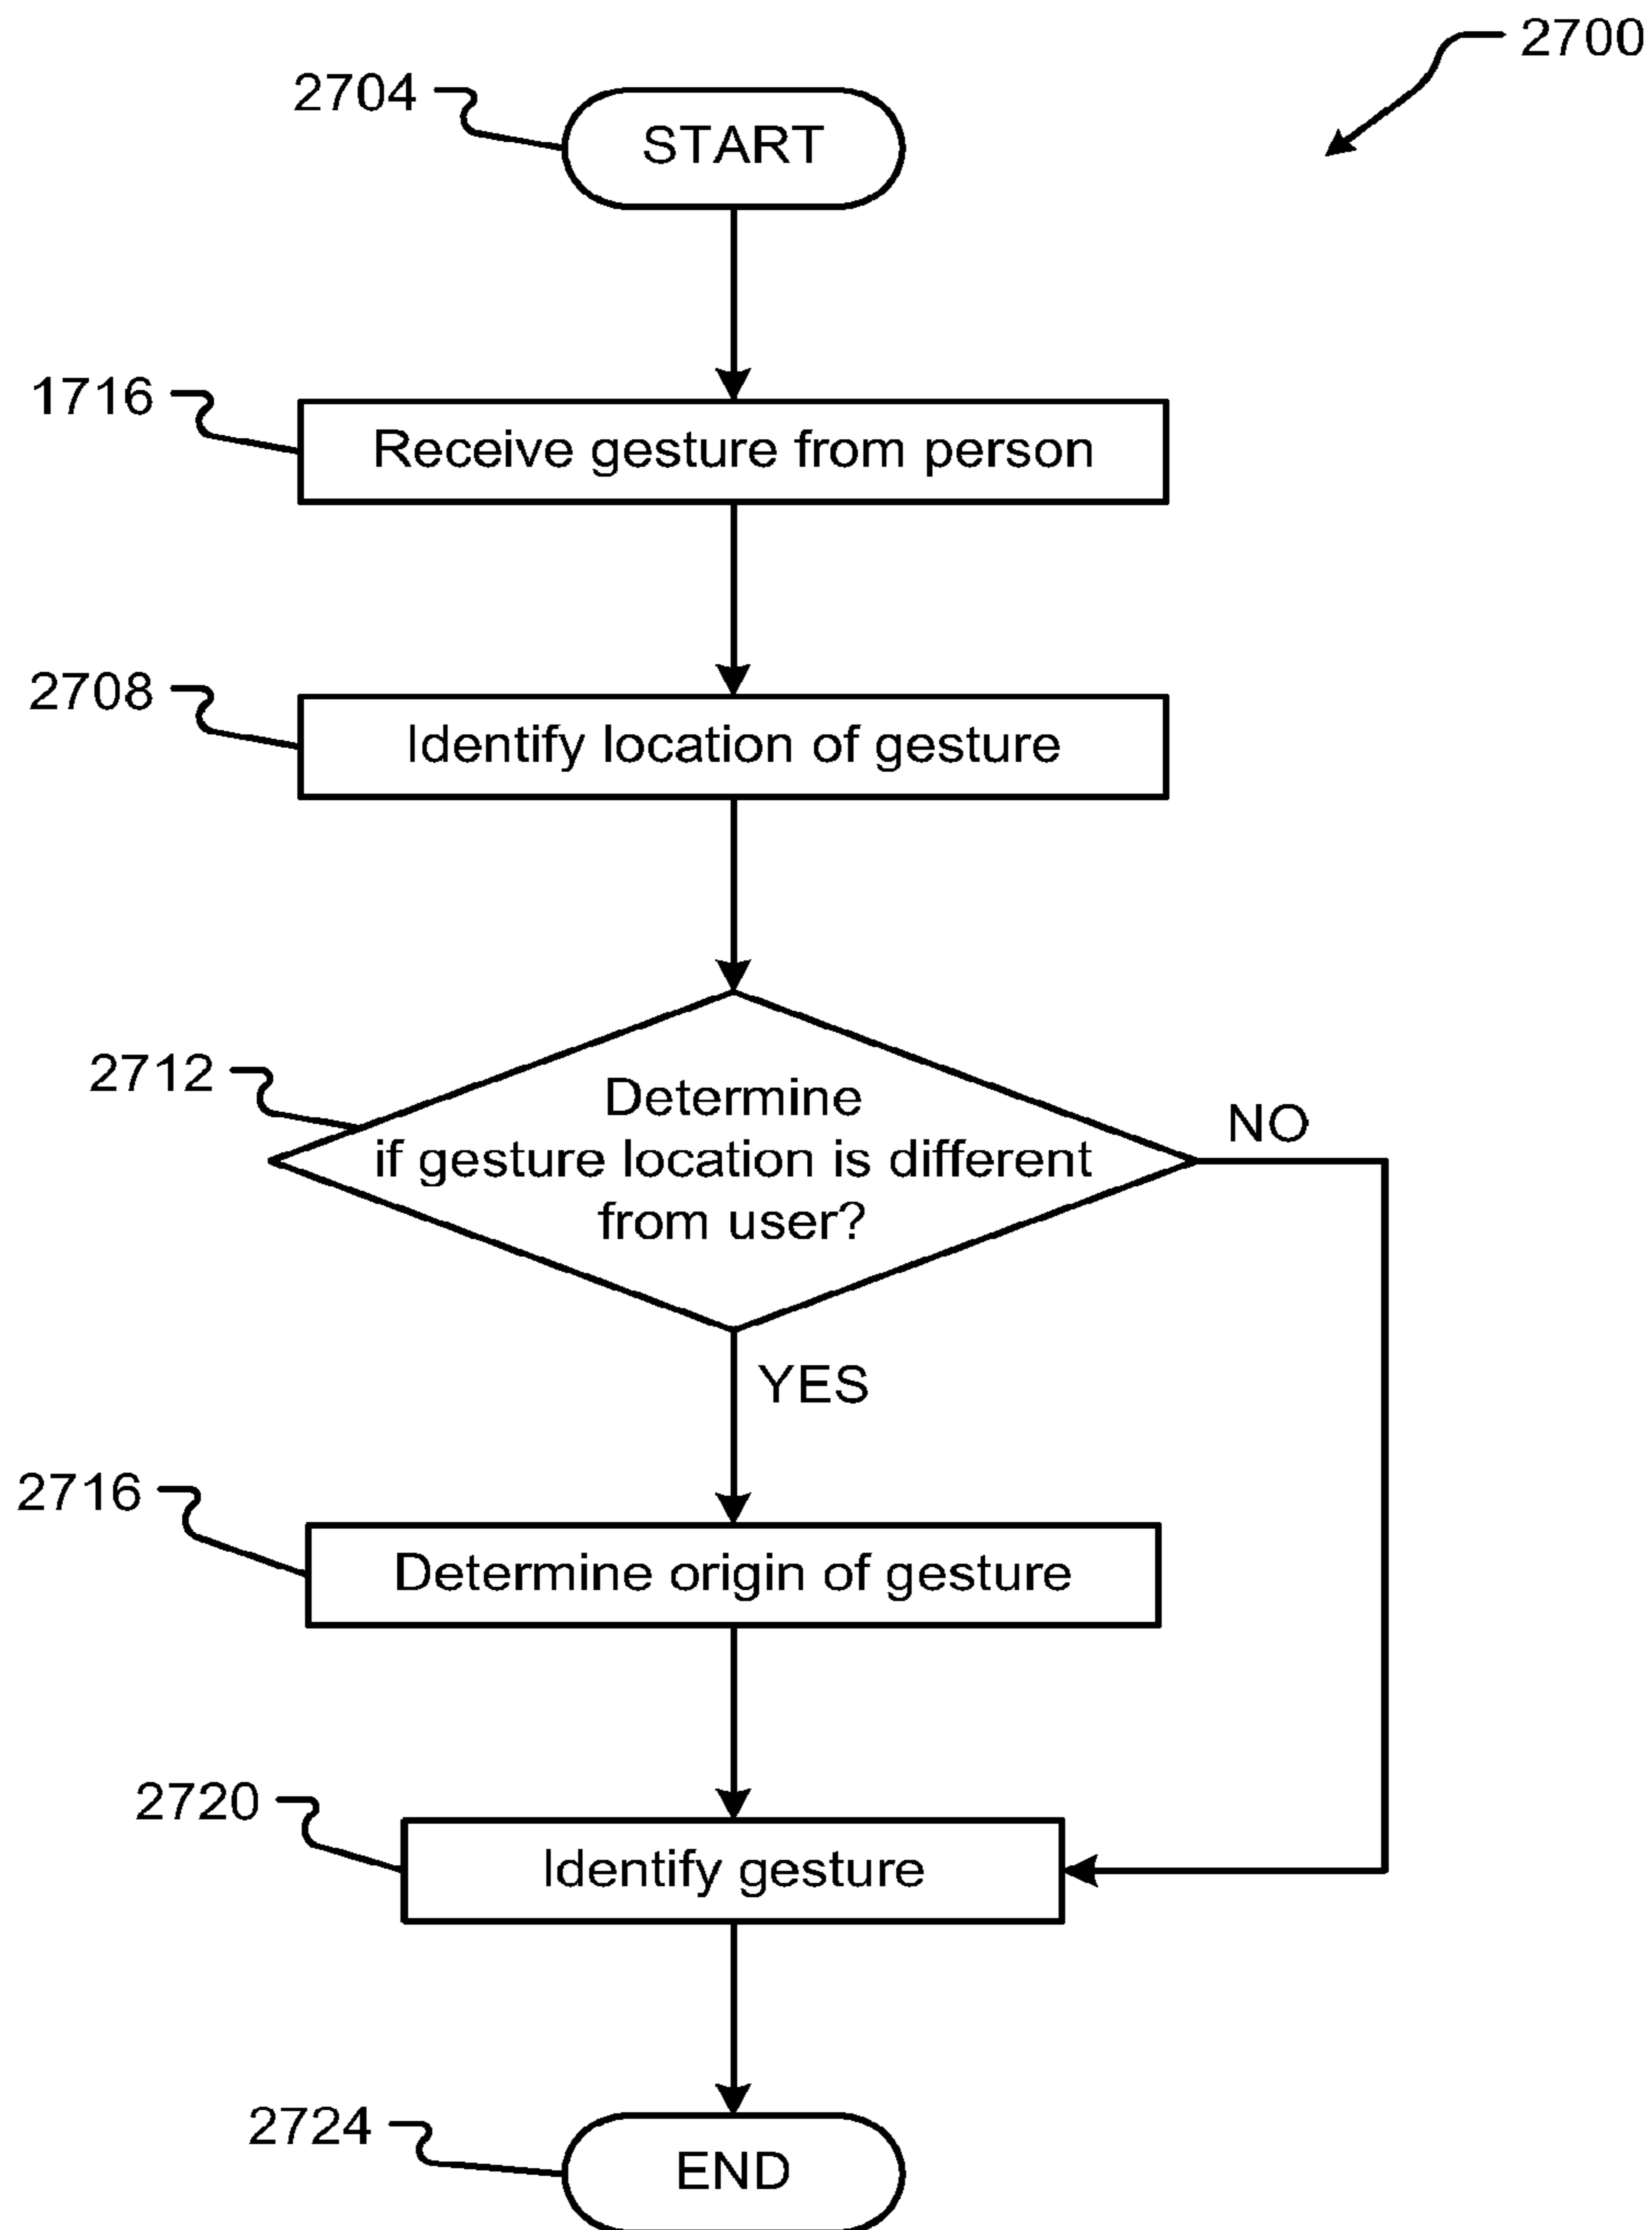 2700
2704
START
1716
Receive gesture from person
2708
Identify location of gesture
2712
Determine
if gesture location is different
from user?
NO
YES
2716
Determine origin of gesture
2720
Identify gesture
2724
END